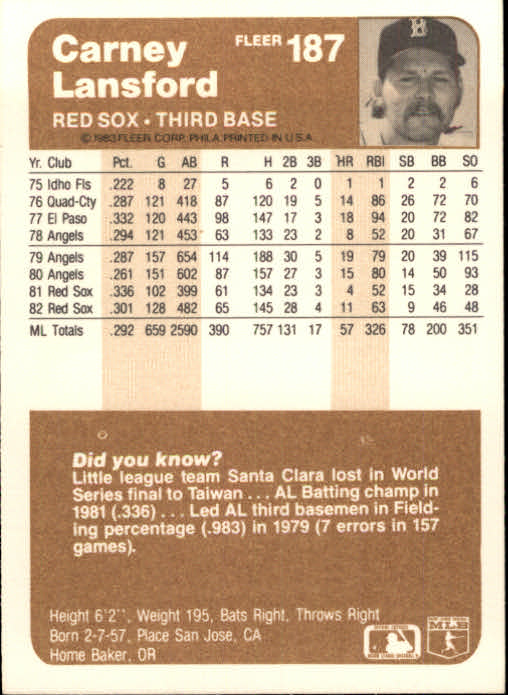 Carney
Lansford
FLEER 187
RED SOX • THIRD BASE
© 1983 FLEER CORP. PHILA. PRINTED IN U.S.A.
B
Yr. Club Pct. G AB R H 2B 3B HR RBI SB BB SO
75 Idho Fls .222 8 27 5 6 2 0 1 1 2 2 6
76 Quad-Cty .287 121 418 87 120 19 5 14 86 26 72 70
77 El Paso .332 120 443 98 147 17 3 18 94 20 72 82
78 Angels .294 121 453 63 133 23 2 8 52 20 31 67
79 Angels .287 157 654 114 188 30 5 19 79 20 39 115
80 Angels .261 151 602 87 157 27 3 15 80 14 50 93
81 Red Sox .336 102 399 61 134 23 3 4 52 15 34 28
82 Red Sox .301 128 482 65 145 28 4 11 63 9 46 48
ML Totals .292 659 2590 390 757 131 17 57 326 78 200 351
Did you know?
Little league team Santa Clara lost in World
Series final to Taiwan . . . AL Batting champ in
1981 (.336) . . . Led AL third basemen in Field-
ing percentage (.983) in 1979 (7 errors in 157
games).
Height 6'2'', Weight 195, Bats Right, Throws Right
Born 2-7-57, Place San Jose, CA
Home Baker, OR